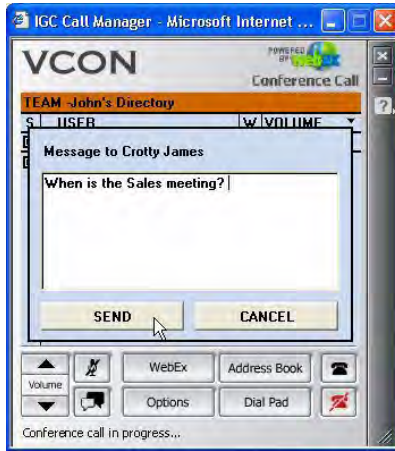 IGC Call Manager - Microsoft Internet ...
VCON
POWERED BY webex
Conference Call
TEAM -John's Directory
S USER W VOLUME
Message to Crotty James
When is the Sales meeting?
SEND CANCEL
WebEx Address Book
Volume
Options Dial Pad
Conference call in progress...